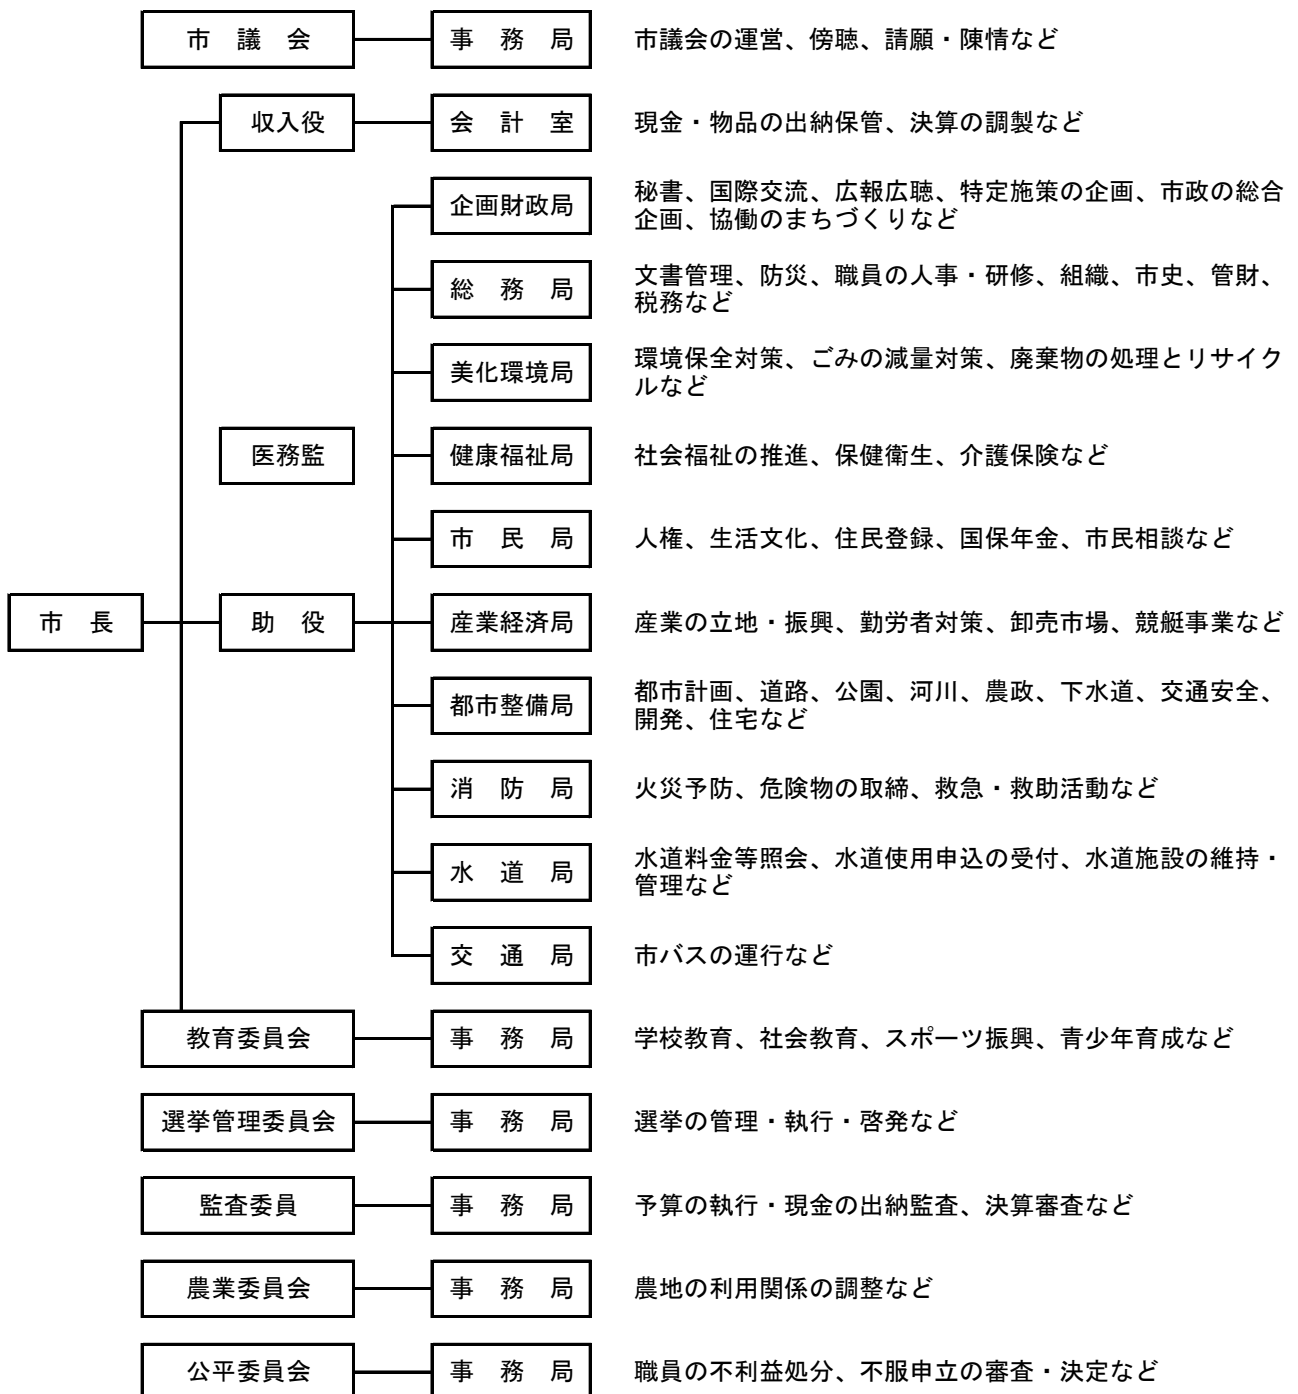 市　議　会　事　務　局　市議会の運営、傍聴、請願・陳情など
収入役　会　計　室　現金・物品の出納保管、決算の調製など
企画財政局　秘書、国際交流、広報広聴、特定施策の企画、市政の総合
企画、協働のまちづくりなど
総　務　局　文書管理、防災、職員の人事・研修、組織、市史、管財、
税務など
美化環境局　環境保全対策、ごみの減量対策、廃棄物の処理とリサイク
ルなど
医務監　健康福祉局　社会福祉の推進、保健衛生、介護保険など
市　民　局　人権、生活文化、住民登録、国保年金、市民相談など
市　長　助　役　産業経済局　産業の立地・振興、勤労者対策、卸売市場、競艇事業など
都市整備局　都市計画、道路、公園、河川、農政、下水道、交通安全、
開発、住宅など
消　防　局　火災予防、危険物の取締、救急・救助活動など
水　道　局　水道料金等照会、水道使用申込の受付、水道施設の維持・
管理など
交　通　局　市バスの運行など
教育委員会　事　務　局　学校教育、社会教育、スポーツ振興、青少年育成など
選挙管理委員会　事　務　局　選挙の管理・執行・啓発など
監査委員　事　務　局　予算の執行・現金の出納監査、決算審査など
農業委員会　事　務　局　農地の利用関係の調整など
公平委員会　事　務　局　職員の不利益処分、不服申立の審査・決定など